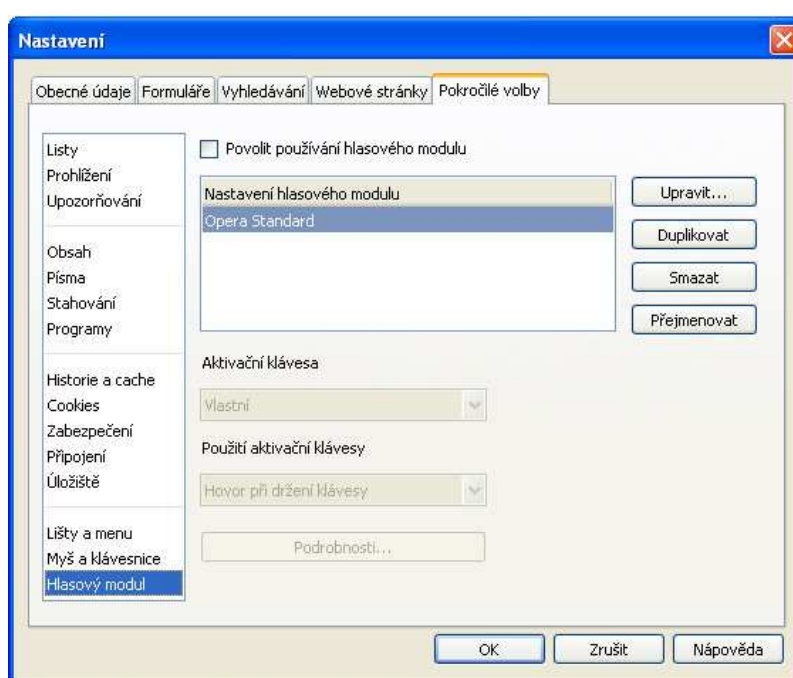 Nastavení
Obecné údaje Formuláře Vyhledávání Webové stránky Pokročilé volby
Listy
Prohlížení
Upozorňování
Obsah
Písma
Stahování
Programy
Historie a cache
Cookies
Zabezpečení
Připojení
Úložiště
Lišty a menu
Myš a klávesnice
Hlasový modul
Povolit používání hlasového modulu
Nastavení hlasového modulu
Opera Standard
Upravit...
Duplikovat
Smazat
Přejmenovat
Aktivační klávesa
Vlastní
Použití aktivační klávesy
Hovor při držení klávesy
Podrobnosti...
OK Zrušit Nápověda